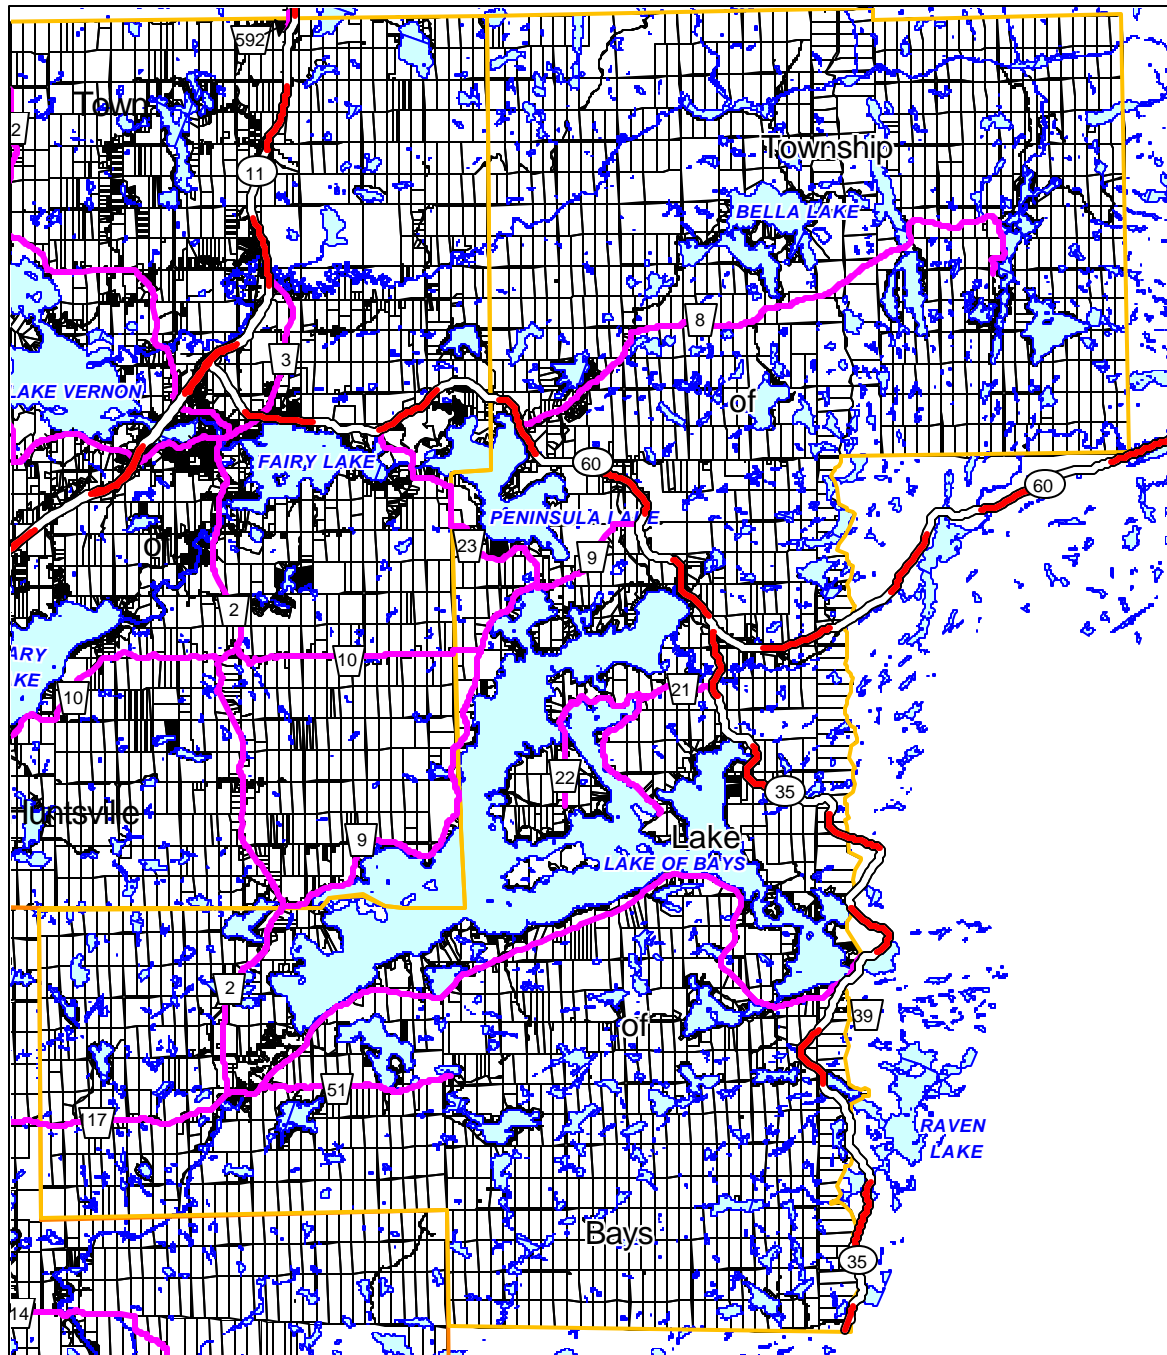 592
Town
2
11
Township
BELLA LAKE
8
3
LAKE VERNON
of
FAIRY LAKE
60
60
PENINSULA LAKE
of
23
9
2
ARY
KE
10
10
21
22
35
Huntsville
9
Lake
LAKE OF BAYS
2
39
of
51
17
RAVEN
LAKE
Bays
35
14